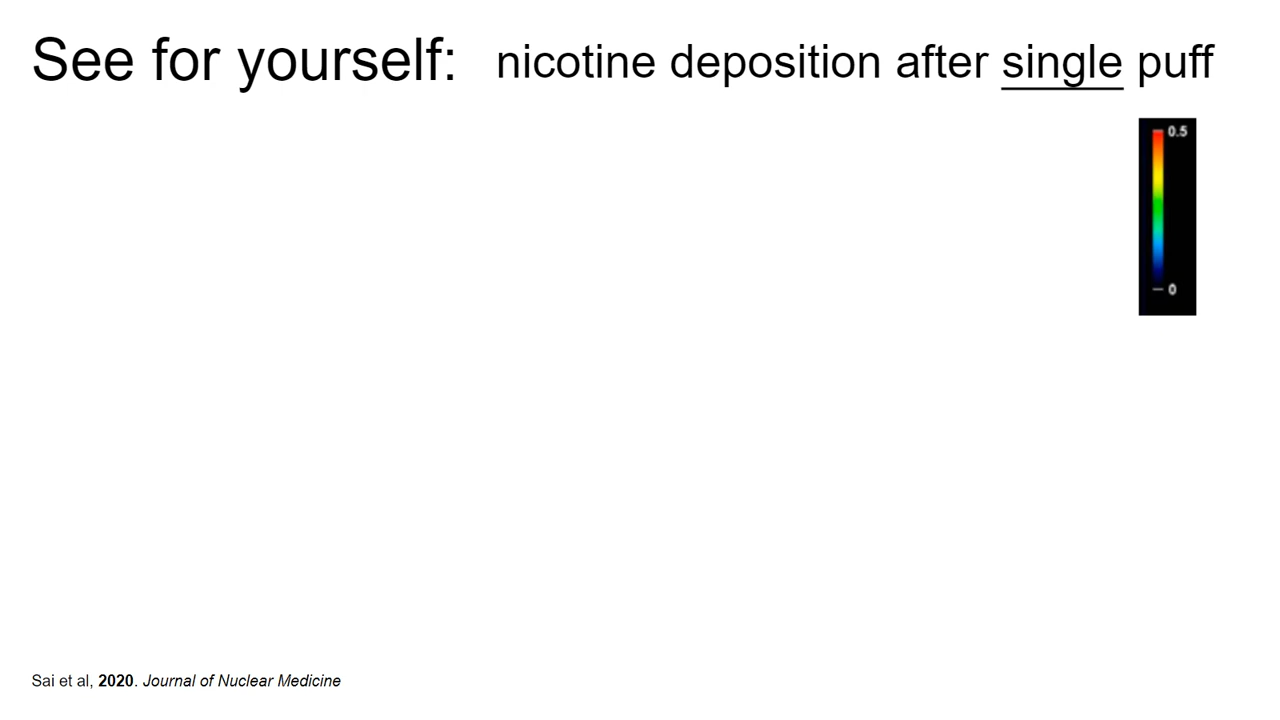 See for yourself: nicotine deposition after single puff
0.5
0
Sai et al, 2020. Journal of Nuclear Medicine